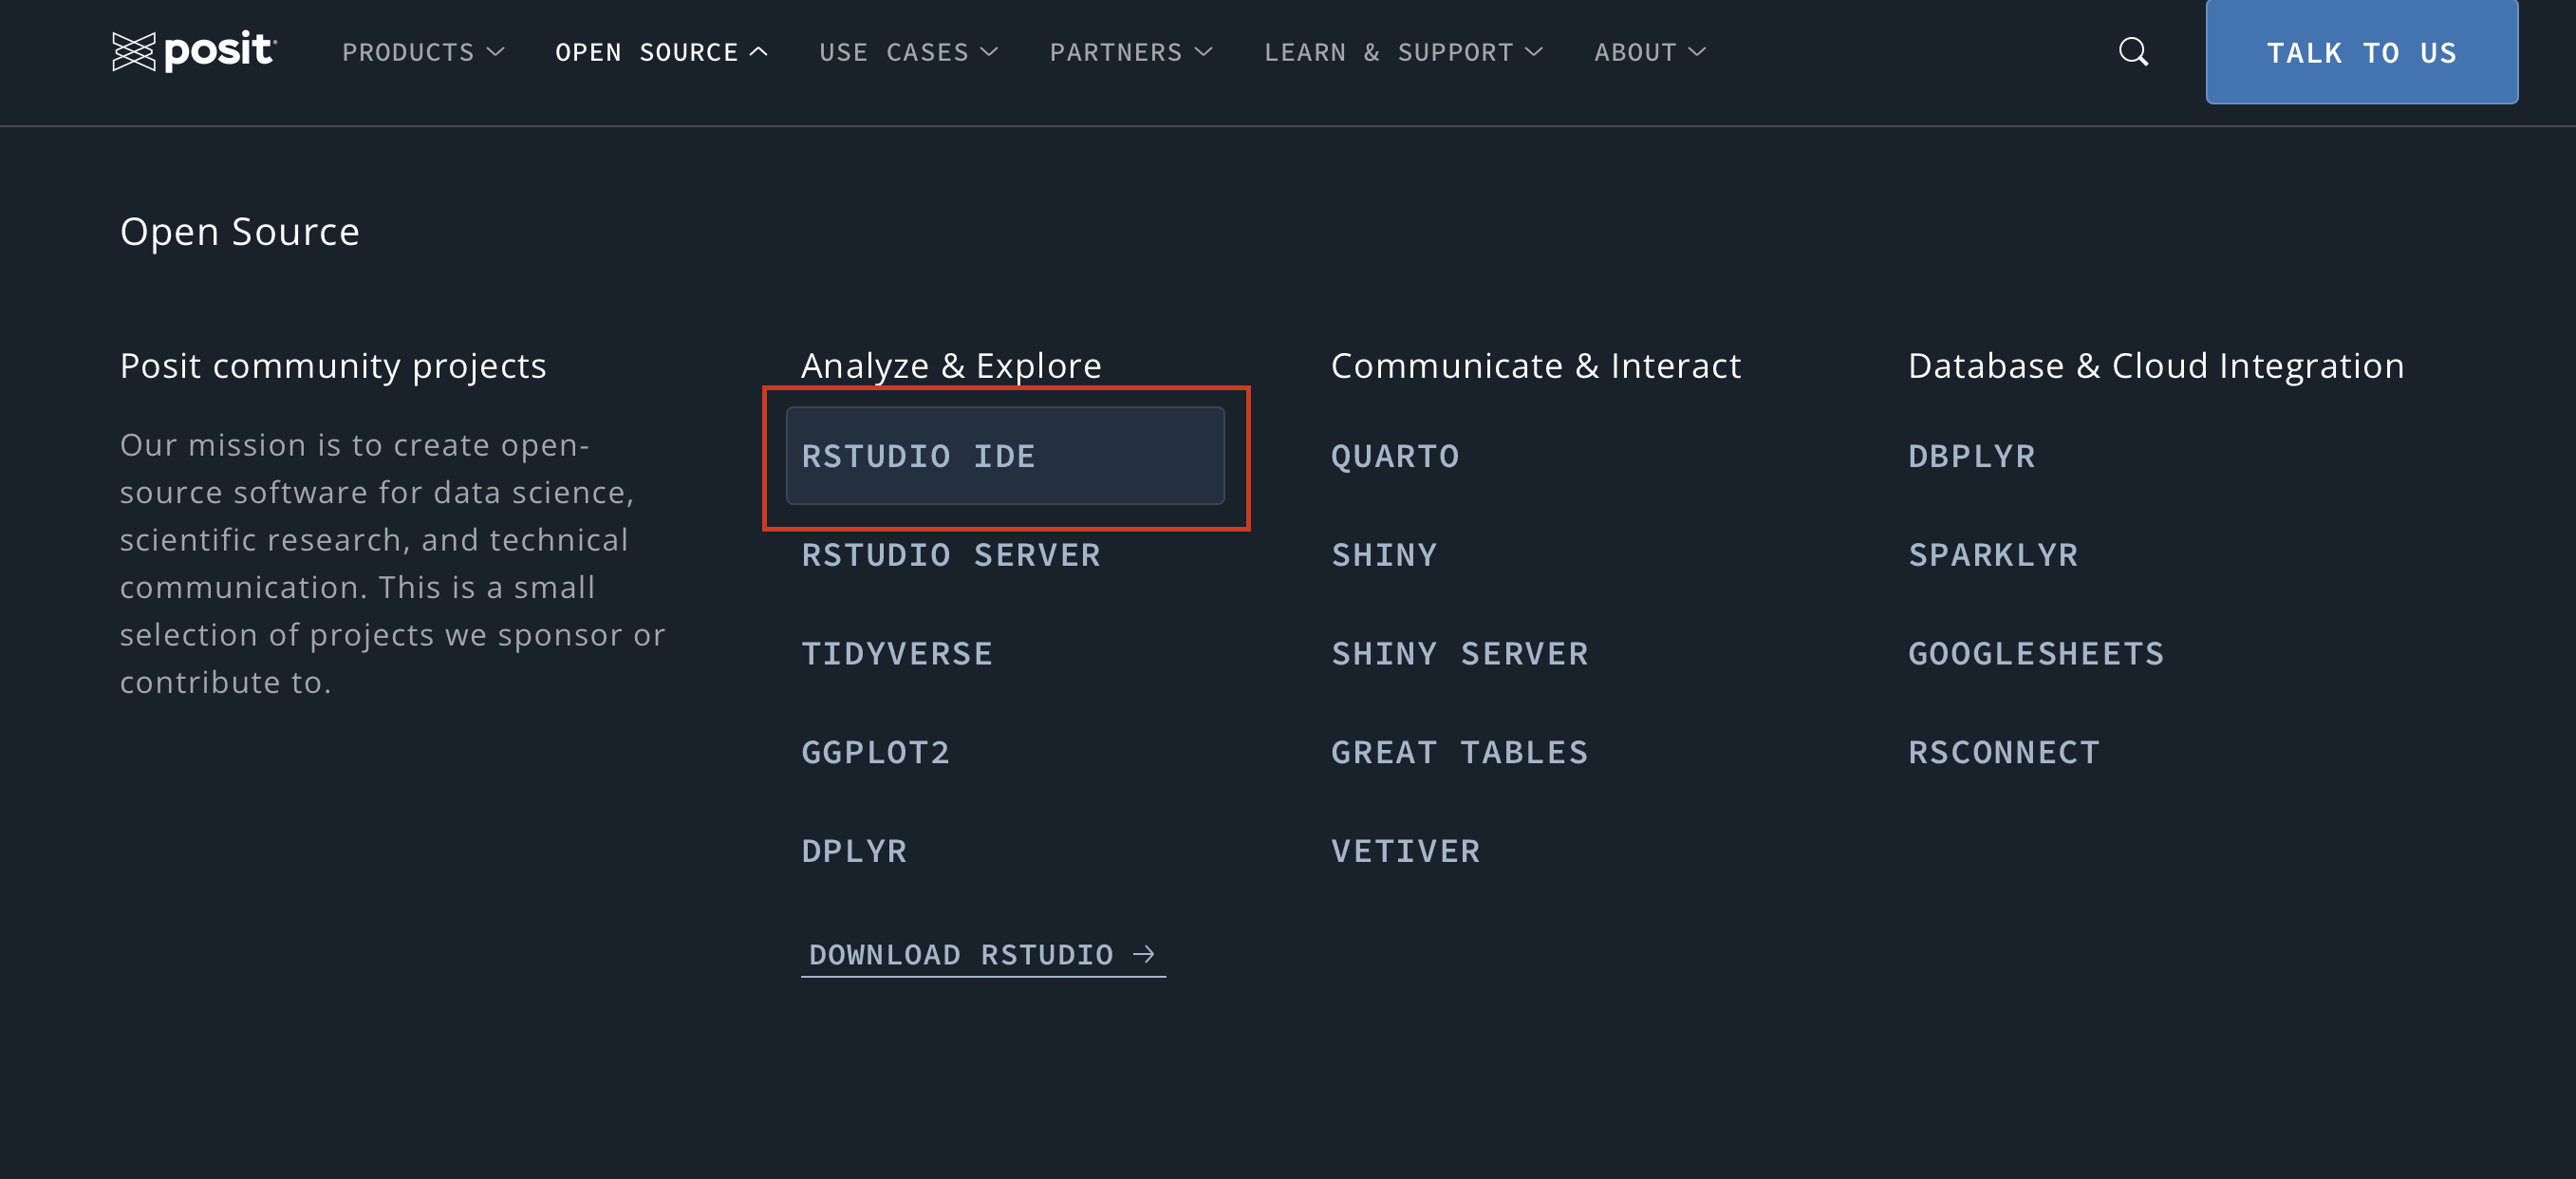 posit
PRODUCTS
OPEN SOURCE
USE CASES
PARTNERS
LEARN & SUPPORT
ABOUT
TALK TO US
Open Source
Posit community projects
Our mission is to create open-
source software for data science,
scientific research, and technical
communication. This is a small
selection of projects we sponsor or
contribute to.
Analyze & Explore
RSTUDIO IDE
RSTUDIO SERVER
TIDYVERSE
GGPLOT2
DPLYR
DOWNLOAD RSTUDIO →
Communicate & Interact
QUARTO
SHINY
SHINY SERVER
GREAT TABLES
VETIVER
Database & Cloud Integration
DBPLYR
SPARKLYR
GOOGLESHEETS
RSCONNECT